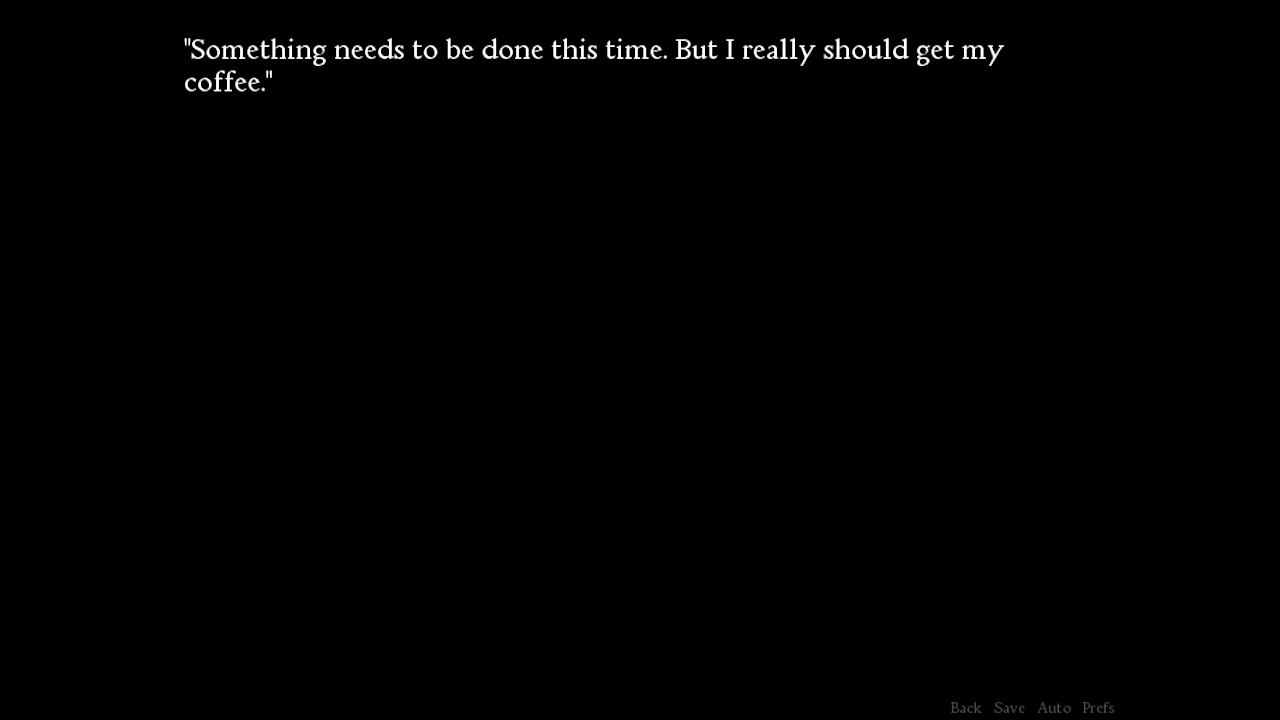 "Something needs to be done this time. But I really should get my
coffee."
Back Save Auto Prefs